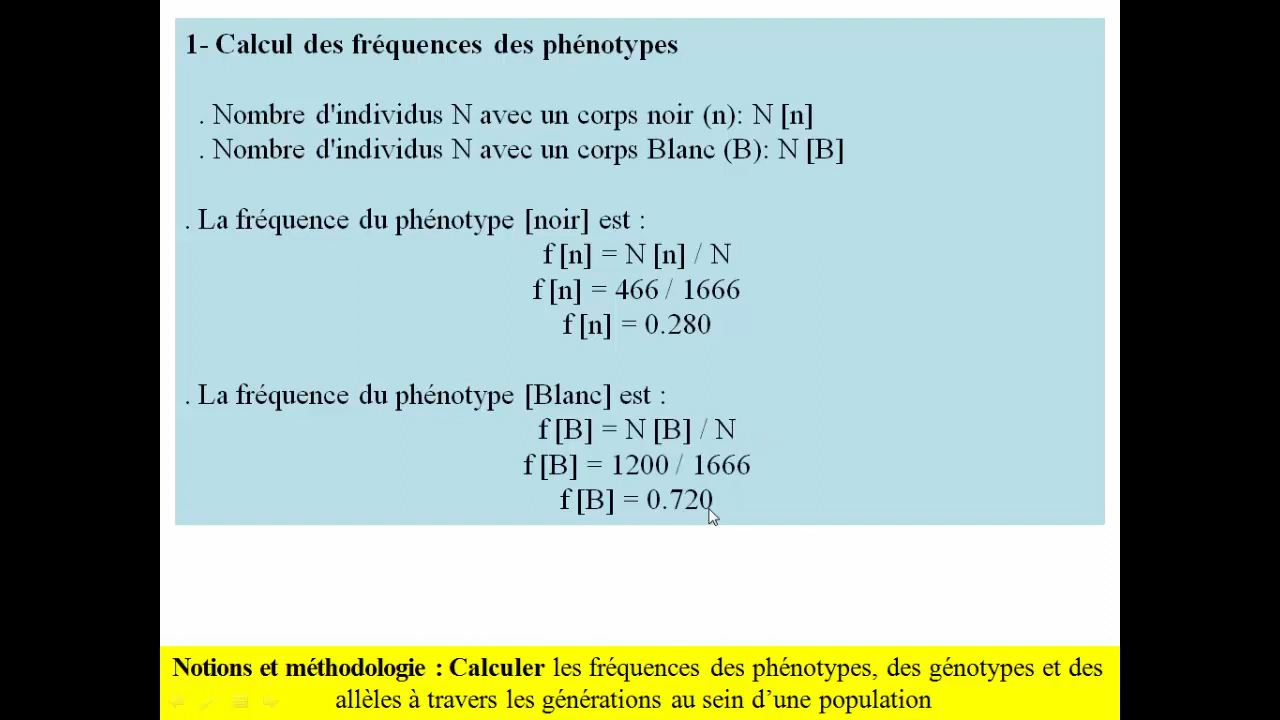 1- Calcul des fréquences des phénotypes
. Nombre d'individus N avec un corps noir (n): N [n]
. Nombre d'individus N avec un corps Blanc (B): N [B]
. La fréquence du phénotype [noir] est :
f [n] = N [n] / N
f [n] = 466 / 1666
f [n] = 0.280
. La fréquence du phénotype [Blanc] est :
f [B] = N [B] / N
f [B] = 1200 / 1666
f [B] = 0.720
Notions et méthodologie : Calculer les fréquences des phénotypes, des génotypes et des
allèles à travers les générations au sein d’une population